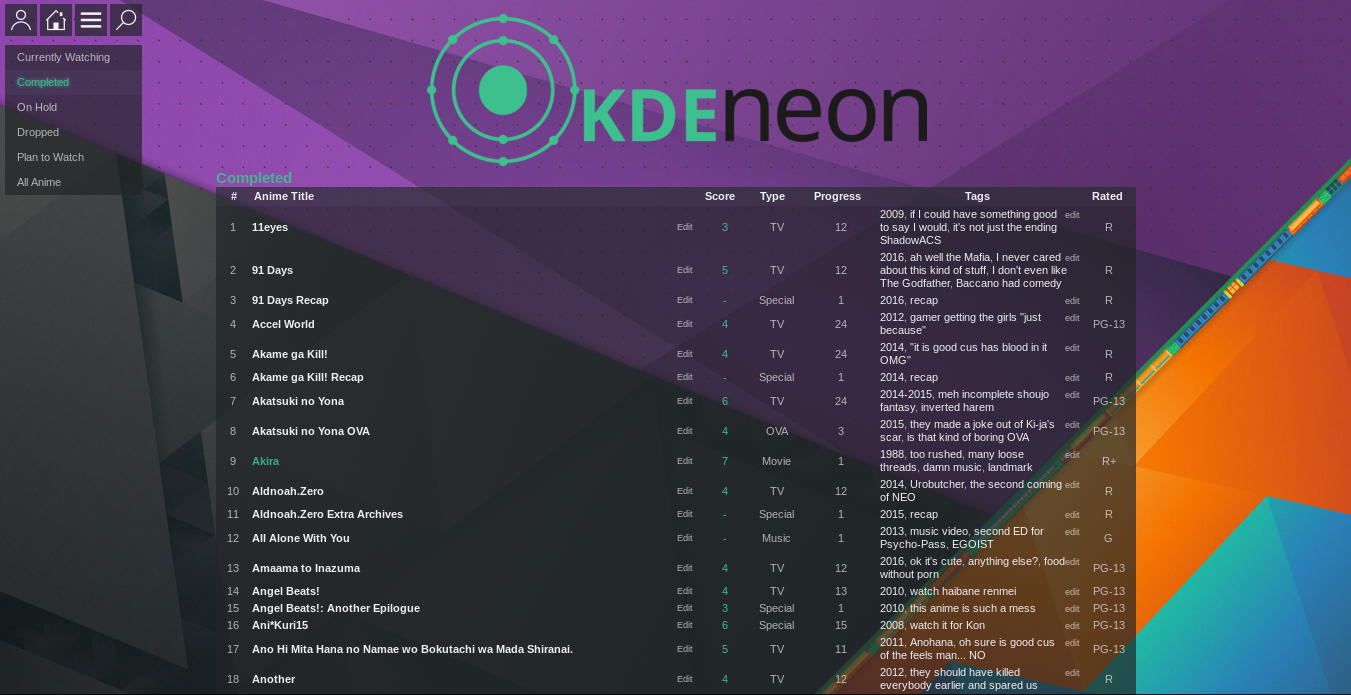 KDEneon
Currently Watching
Completed
On Hold
Dropped
Plan to Watch
All Anime
Completed
# Anime Title Score Type Progress Tags Rated
1 11eyes Edit 3 TV 12 2009, if I could have something good edit R
to say I would, it's not just the ending
ShadowACS
2 91 Days Edit 5 TV 12 2016, ah well the Mafia, I never cared edit R
about this kind of stuff, I don't even like
The Godfather, Baccano had comedy
3 91 Days Recap Edit - Special 1 2016, recap edit R
4 Accel World Edit 4 TV 24 2012, gamer getting the girls "just edit PG-13
because"
5 Akame ga Kill! Edit 4 TV 24 2014, "it is good cus has blood in it edit R
OMG"
6 Akame ga Kill! Recap Edit - Special 1 2014, recap edit R
7 Akatsuki no Yona Edit 6 TV 24 2014-2015, meh incomplete shoujo edit PG-13
fantasy, inverted harem
8 Akatsuki no Yona OVA Edit 4 OVA 3 2015, they made a joke out of Ki-ja's edit PG-13
scar, is that kind of boring OVA
9 Akira Edit 7 Movie 1 1988, too rushed, many loose edit R+
threads, damn music, landmark
10 Aldnoah.Zero Edit 4 TV 12 2014, Urobutcher, the second coming edit R
of NEO
11 Aldnoah.Zero Extra Archives Edit - Special 1 2015, recap edit R
12 All Alone With You Edit - Music 1 2013, music video, second ED for edit G
Psycho-Pass, EGOIST
13 Amaama to Inazuma Edit 4 TV 12 2016, ok it's cute, anything else?, food edit PG-13
without porn
14 Angel Beats! Edit 4 TV 13 2010, watch haibane renmei edit PG-13
15 Angel Beats!: Another Epilogue Edit 3 Special 1 2010, this anime is such a mess edit PG-13
16 Ani*Kuri15 Edit 6 Special 15 2008, watch it for Kon edit PG-13
17 Ano Hi Mita Hana no Namae wo Bokutachi wa Mada Shiranai. Edit 5 TV 11 2011, Anohana, oh sure is good cus edit PG-13
of the feels man... NO
18 Another Edit 4 TV 12 2012, they should have killed edit R
everybody earlier and spared us